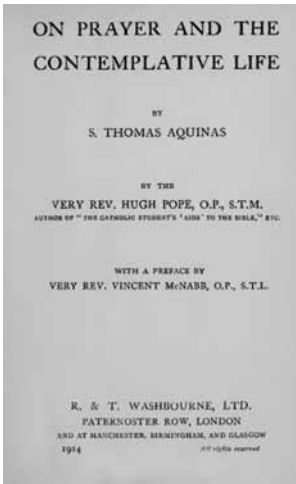 ON PRAYER AND THE
CONTEMPLATIVE LIFE
BY
S. THOMAS AQUINAS
BY THE
VERY REV. HUGH POPE, O.P., S.T.M.
AUTHOR OF "THE CATHOLIC STUDENT'S 'AIDS' TO THE BIBLE," ETC.
WITH A PREFACE BY
VERY REV. VINCENT McNABB, O.P., S.T.L.
R. & T. WASHBOURNE, LTD.
PATERNOSTER ROW, LONDON
AND AT MANCHESTER, BIRMINGHAM, AND GLASGOW
1914 All rights reserved